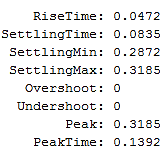 RiseTime: 0.0472
SettlingTime: 0.0835
SettlingMin: 0.2872
SettlingMax: 0.3185
Overshoot: 0
Undershoot: 0
Peak: 0.3185
PeakTime: 0.1392